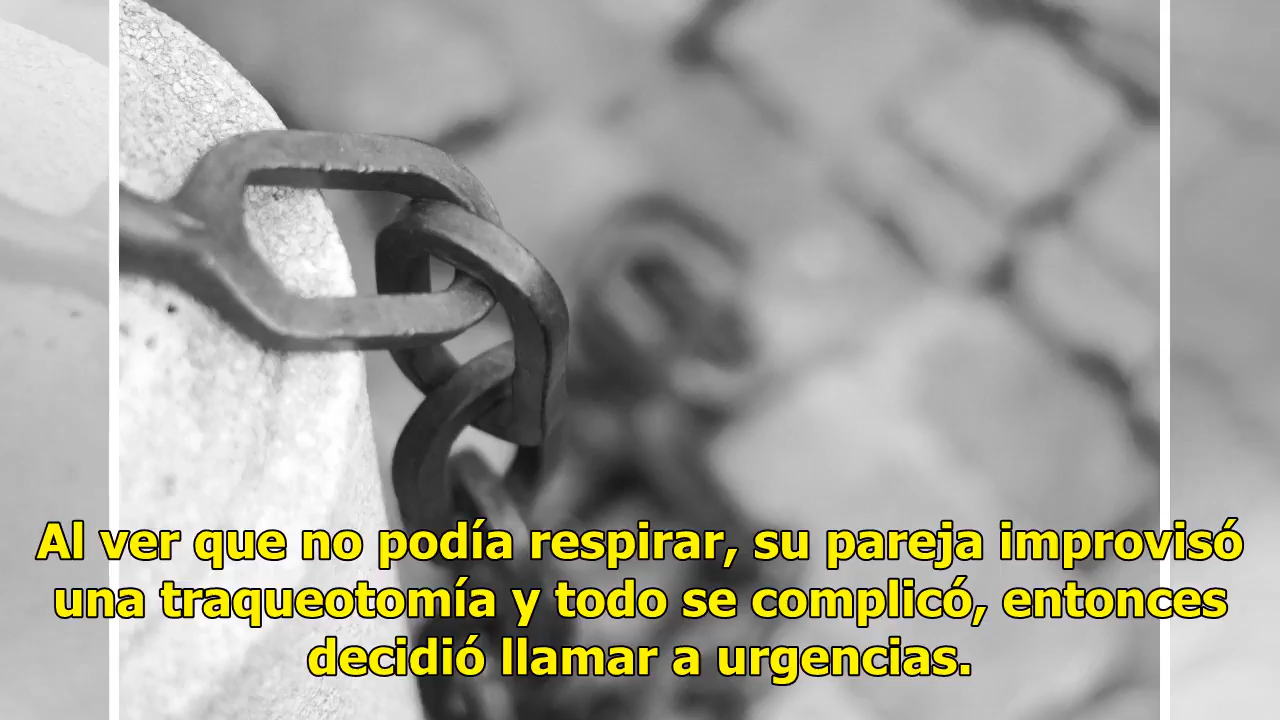 Al ver que no podía respirar, su pareja improvisó
una traqueotomía y todo se complicó, entonces
decidió llamar a urgencias.